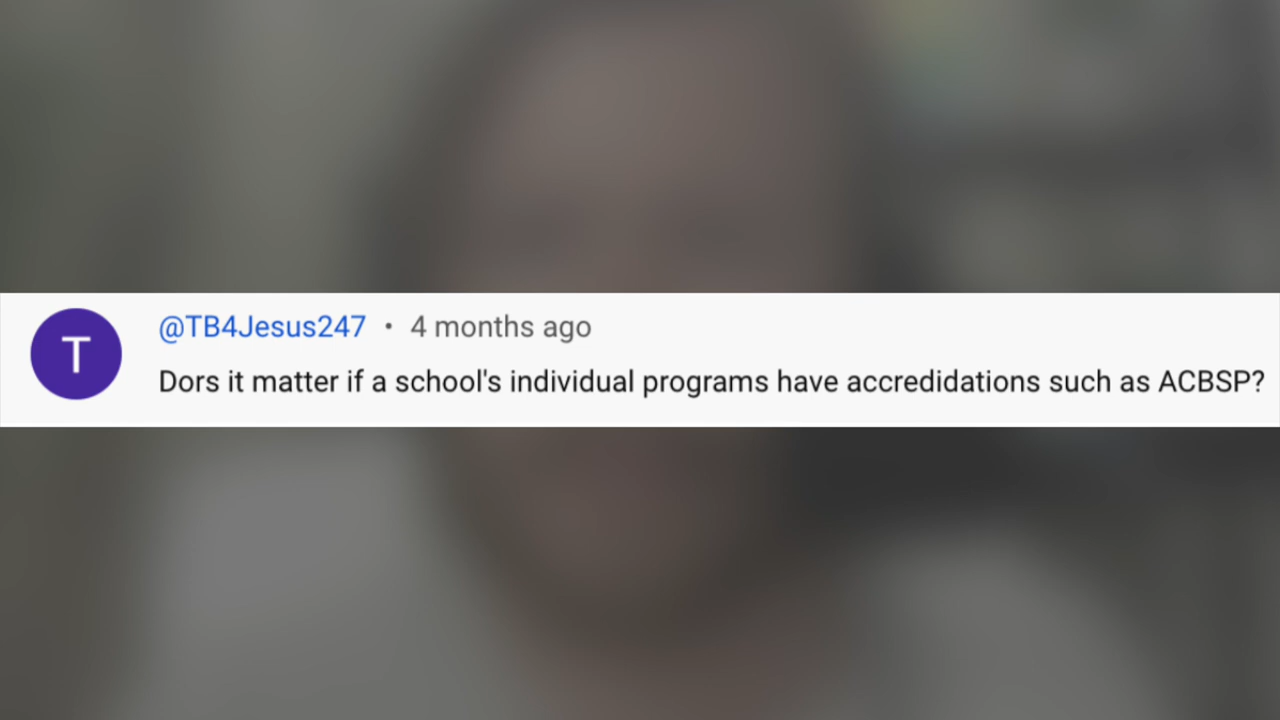 T
@TB4Jesus247 • 4 months ago
Dors it matter if a school's individual programs have accredidations such as ACBSP?